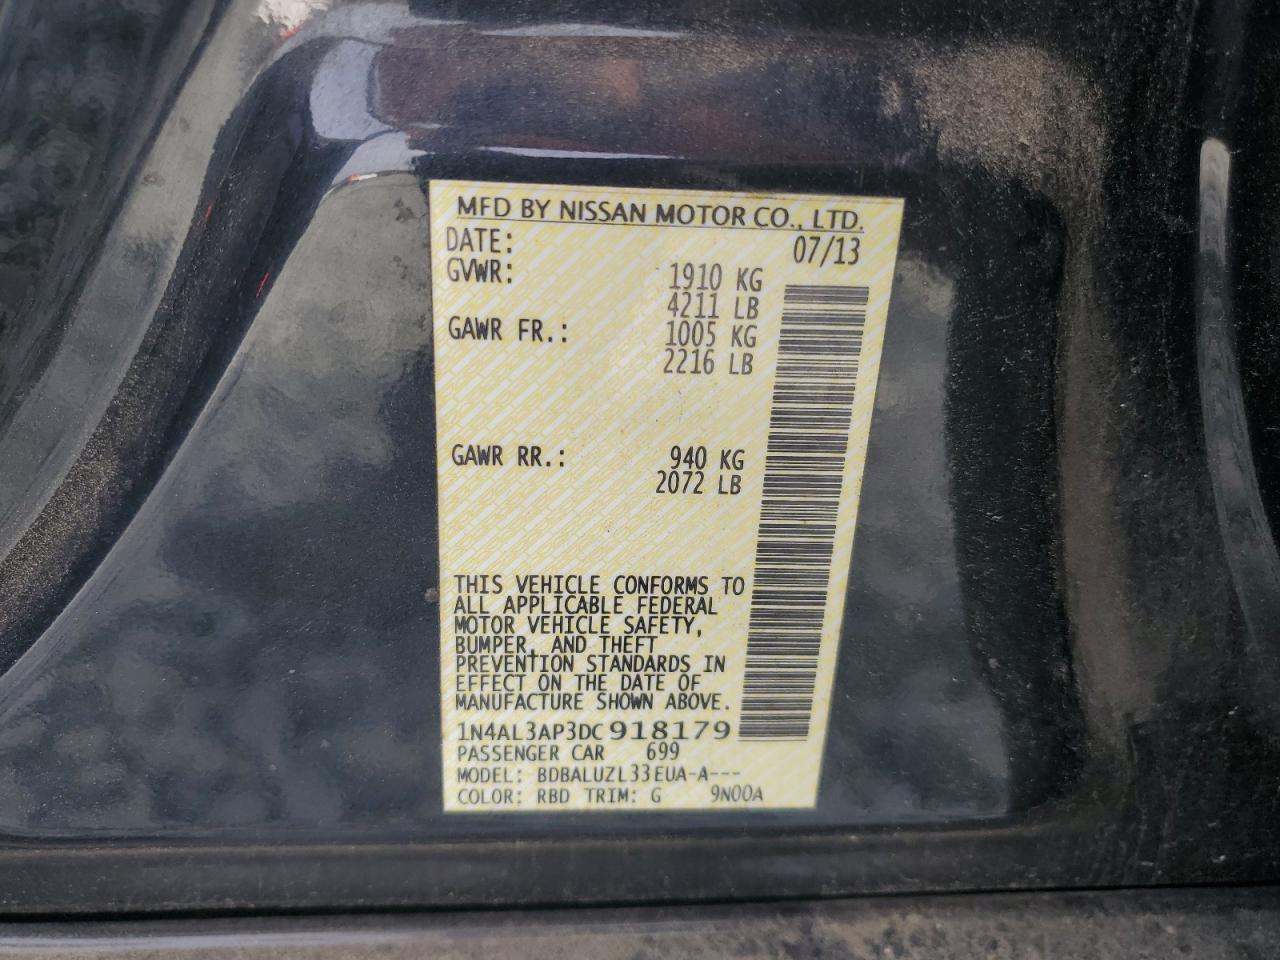 MFD BY NISSAN MOTOR CO., LTD.
DATE: 07/13
GVWR: 1910 KG
4211 LB
GAWR FR.: 1005 KG
2216 LB
GAWR RR.: 940 KG
2072 LB
THIS VEHICLE CONFORMS TO
ALL APPLICABLE FEDERAL
MOTOR VEHICLE SAFETY,
BUMPER, AND THEFT
PREVENTION STANDARDS IN
EFFECT ON THE DATE OF
MANUFACTURE SHOWN ABOVE.
1N4AL3AP3DC918179
PASSENGER CAR 699
MODEL: BDBALUZL33EUA-A---
COLOR: RBD TRIM: G 9N00A